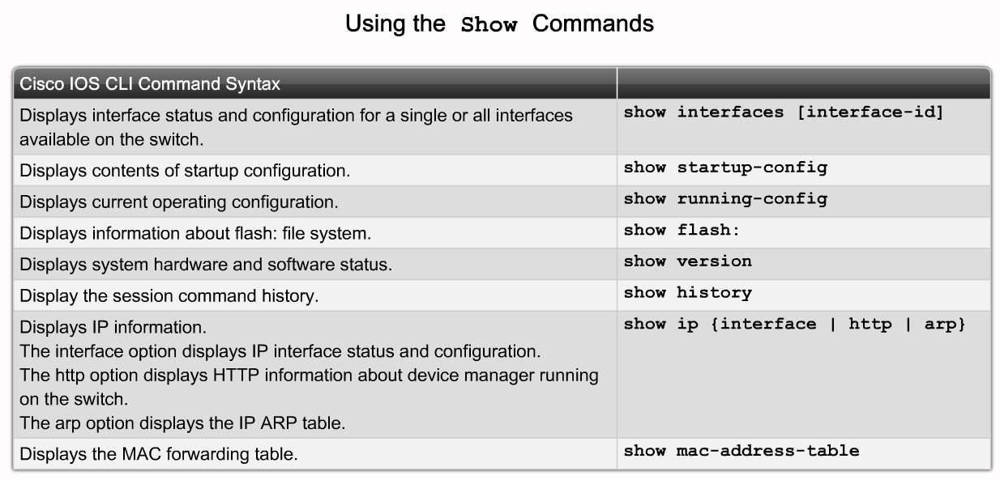 Using the Show Commands
Cisco IOS CLI Command Syntax
Displays interface status and configuration for a single or all interfaces
available on the switch.
show interfaces [interface-id]
Displays contents of startup configuration.
show startup-config
Displays current operating configuration.
show running-config
Displays information about flash: file system.
show flash:
Displays system hardware and software status.
show version
Display the session command history.
show history
Displays IP information.
The interface option displays IP interface status and configuration.
The http option displays HTTP information about device manager running
on the switch.
The arp option displays the IP ARP table.
show ip {interface | http | arp}
Displays the MAC forwarding table.
show mac-address-table